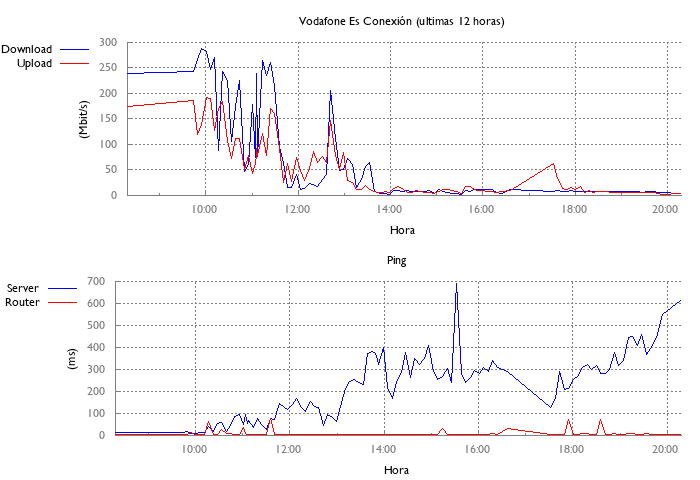 Vodafone Es Conexión (ultimas 12 horas)
Download
Upload
300
250
200
150
100
50
0
(Mbit/s)
10:00 12:00 14:00 16:00 18:00 20:00
Hora
Ping
Server
Router
700
600
500
400
300
200
100
0
(ms)
10:00 12:00 14:00 16:00 18:00 20:00
Hora